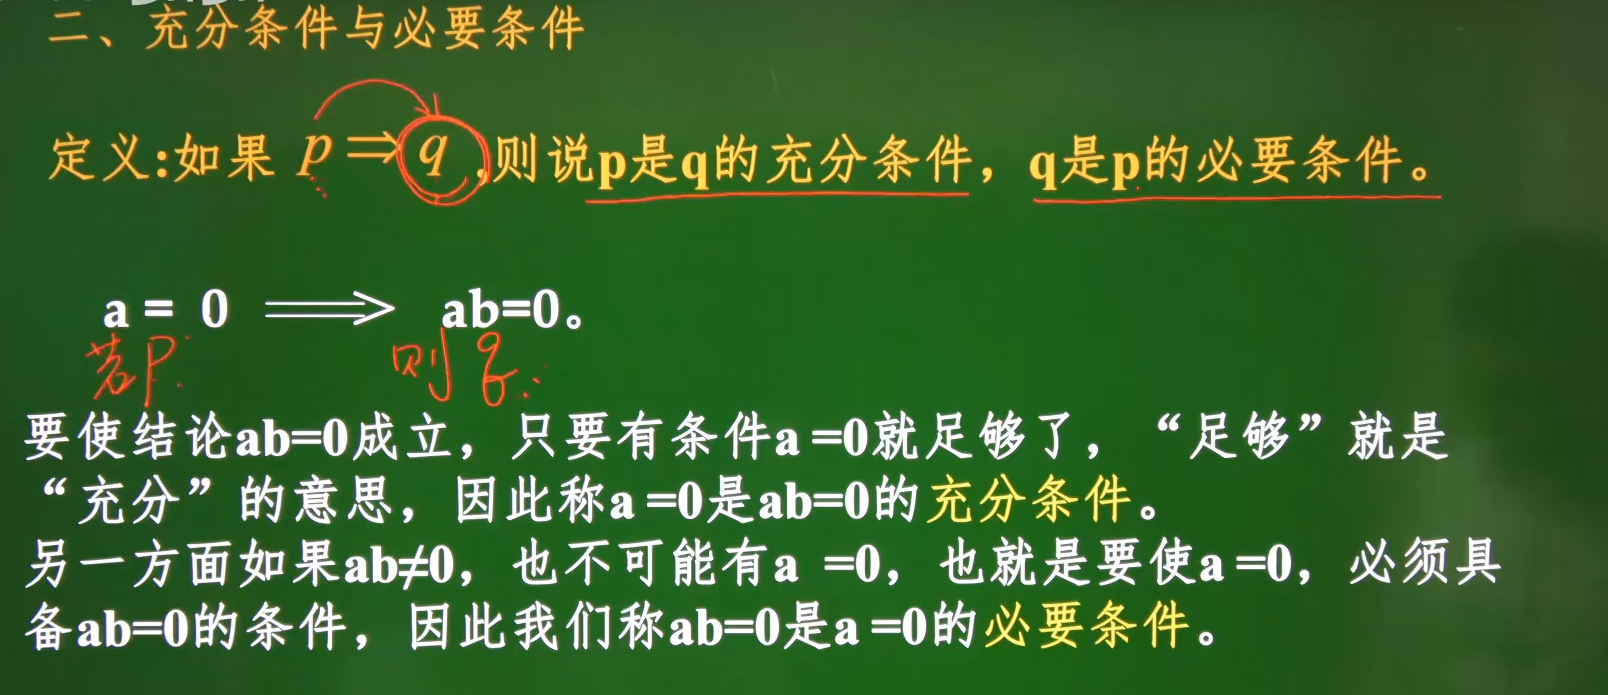 二、充分条件与必要条件
定义:如果 p⇒q,则说p是q的充分条件，q是p的必要条件。
a = 0 ⟹ ab=0。
若p 则q
要使结论ab=0成立，只要有条件a =0就足够了，“足够”就是
“充分”的意思，因此称a =0是ab=0的充分条件。
另一方面如果ab≠0，也不可能有a =0，也就是要使a =0，必须具
备ab=0的条件，因此我们称ab=0是a =0的必要条件。